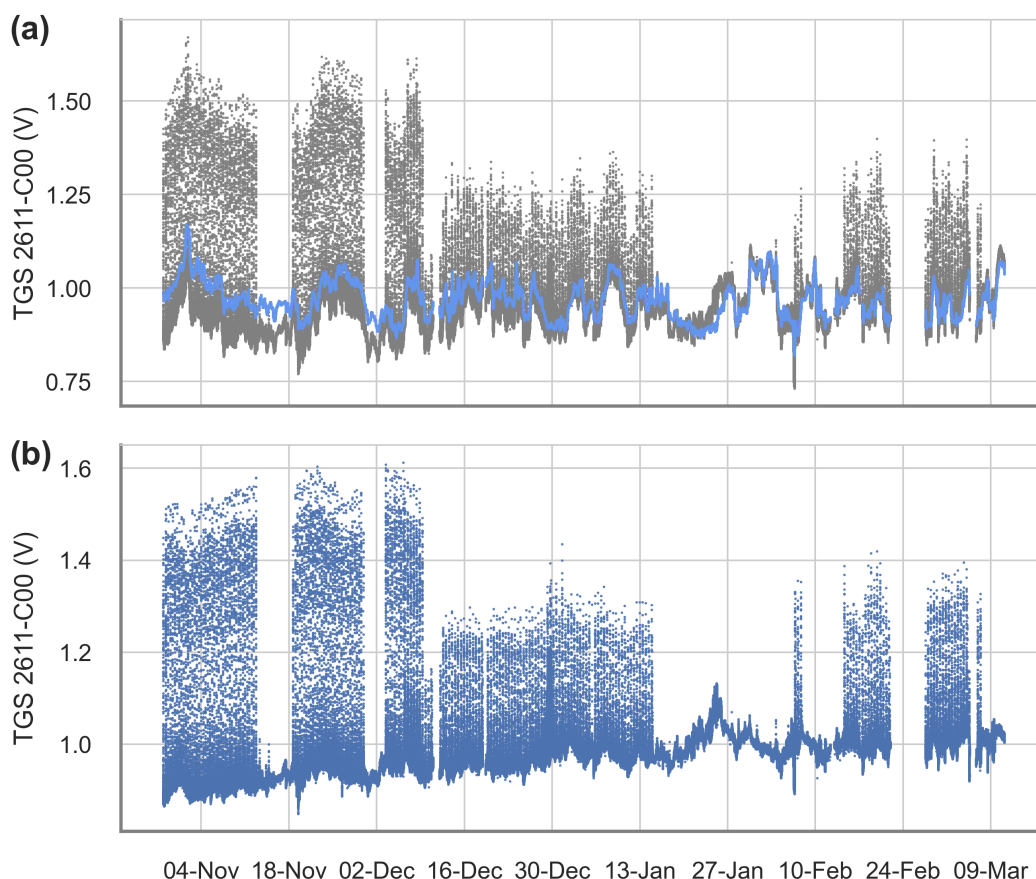 (a)
TGS 2611-C00 (V)
1.50
1.25
1.00
0.75
(b)
TGS 2611-C00 (V)
1.6
1.4
1.2
1.0
04-Nov 18-Nov 02-Dec 16-Dec 30-Dec 13-Jan 27-Jan 10-Feb 24-Feb 09-Mar